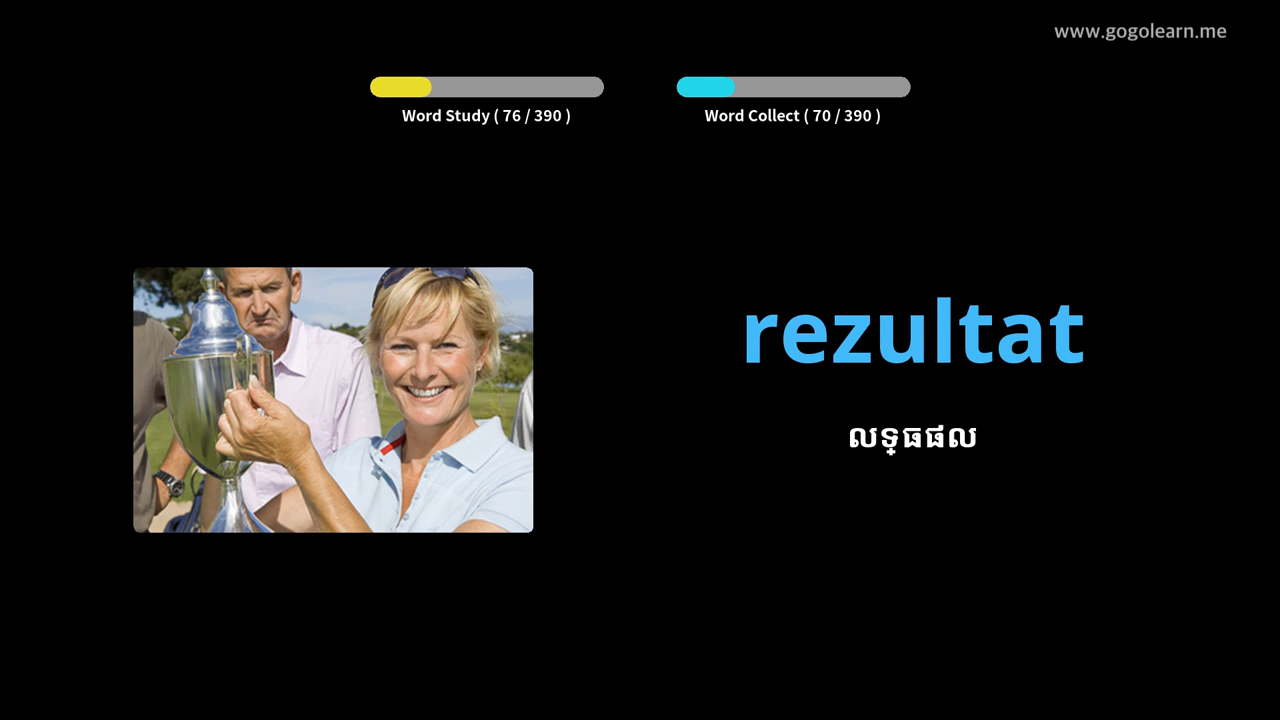 www.gogolearn.me
Word Study ( 76 / 390 )
Word Collect ( 70 / 390 )
rezultat
លទ្ធផល